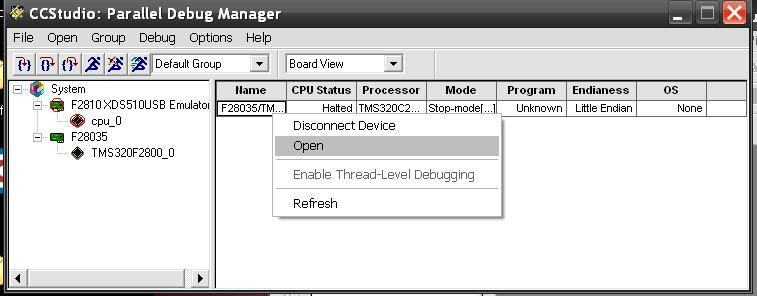 CCStudio: Parallel Debug Manager
File Open Group Debug Options Help
Default Group Board View
System
F2810 XDS510USB Emulator
cpu_0
F28035
TMS320F2800_0
Name CPU Status Processor Mode Program Endianess OS
F28035/TM... Halted TMS320C2... Stop-mode[...] Unknown Little Endian None
Disconnect Device
Open
Enable Thread-Level Debugging
Refresh